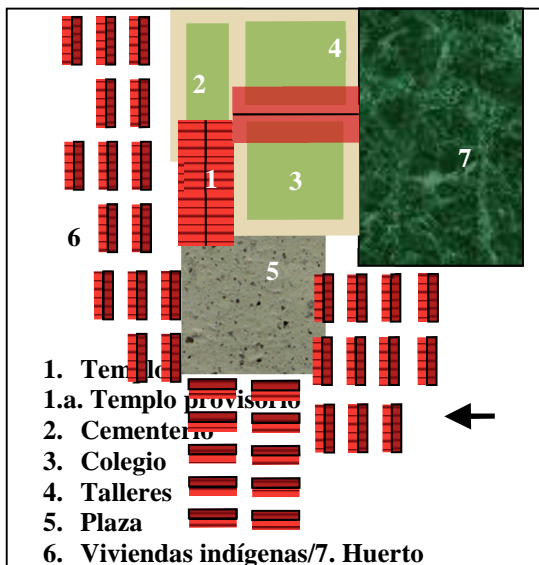 4
2
7
1
3
6
5
1. Templo
1.a. Templo provisorio
2. Cementerio
3. Colegio
4. Talleres
5. Plaza
6. Viviendas indígenas/7. Huerto